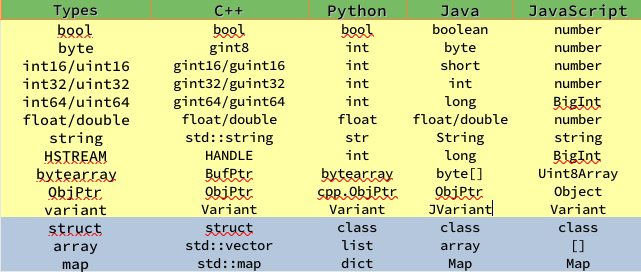 Types C++ Python Java JavaScript
bool bool bool boolean number
byte gint8 int byte number
int16/uint16 gint16/guint16 int short number
int32/uint32 gint32/guint32 int int number
int64/uint64 gint64/guint64 int long BigInt
float/double float/double float float/double number
string std::string str String string
HSTREAM HANDLE int long BigInt
bytearray BufPtr bytearray byte[] Uint8Array
ObjPtr ObjPtr cpp.ObjPtr ObjPtr Object
variant Variant Variant JVariant Variant
struct struct class class class
array std::vector list array []
map std::map dict Map Map